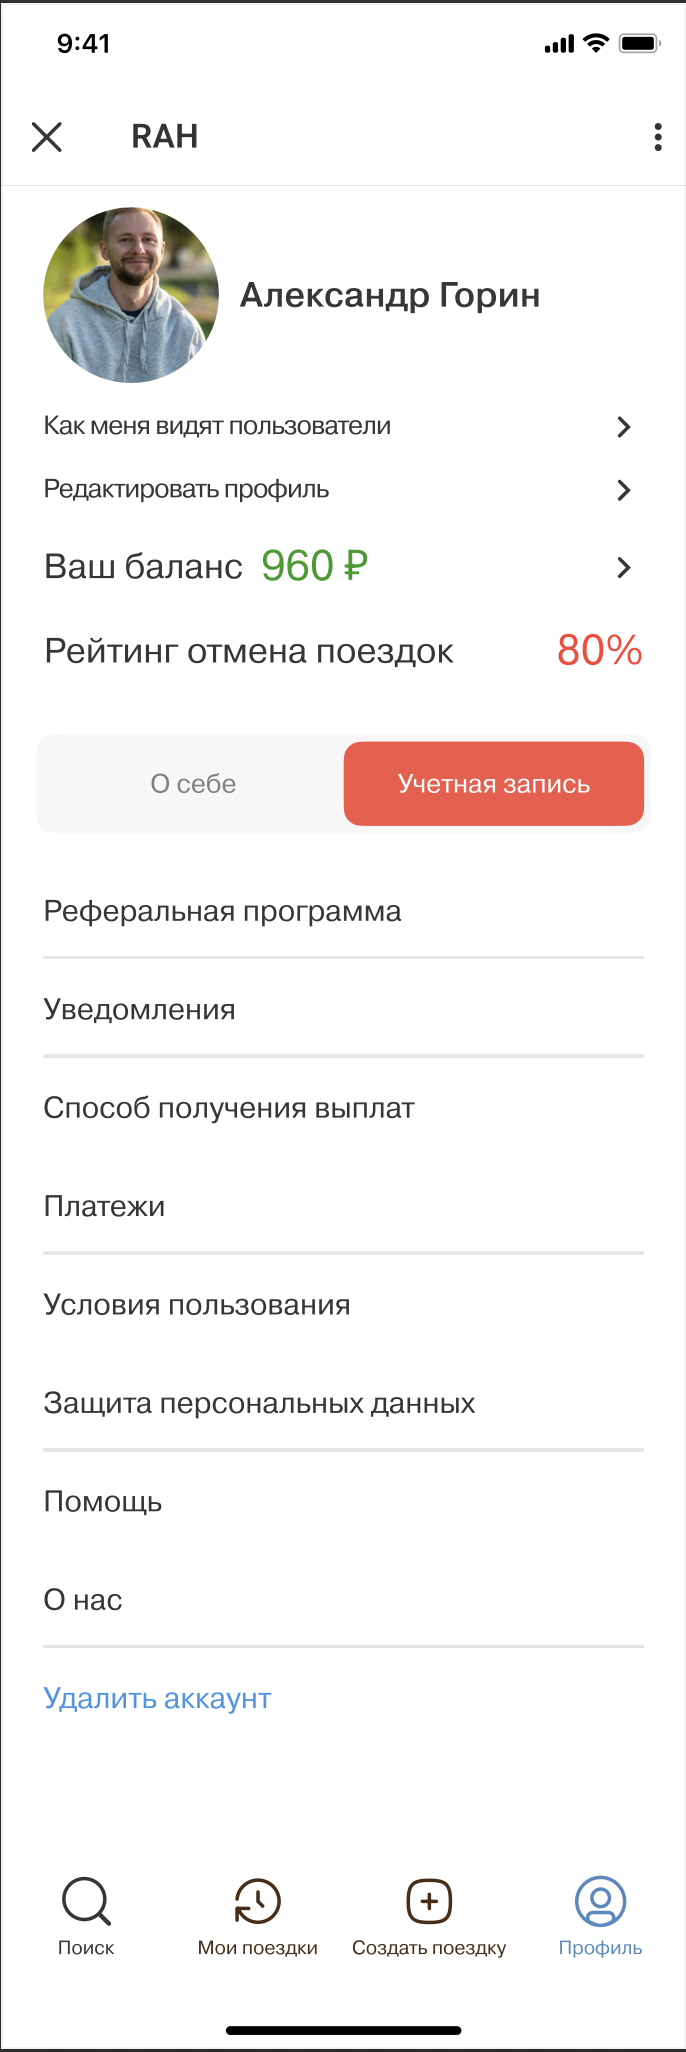 9:41
RAH
Александр Горин
Как меня видят пользователи
Редактировать профиль
Ваш баланс 960 ₽
Рейтинг отмена поездок 80%
О себе Учетная запись
Реферальная программа
Уведомления
Способ получения выплат
Платежи
Условия пользования
Защита персональных данных
Помощь
О нас
Удалить аккаунт
Поиск Мои поездки Создать поездку Профиль